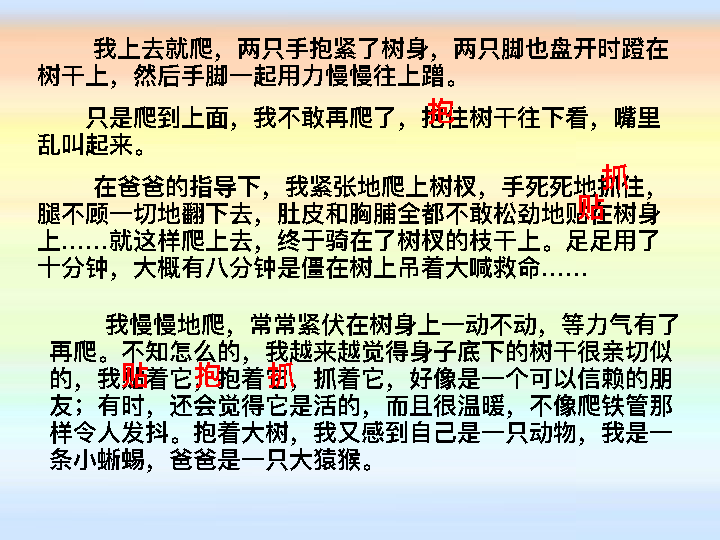 我上去就爬，两只手抱紧了树身，两只脚也盘开时蹬在
树干上，然后手脚一起用力慢慢往上蹭。
只是爬到上面，我不敢再爬了，抱住树干往下看，嘴里
乱叫起来。
在爸爸的指导下，我紧张地爬上树杈，手死死地抓住，
腿不顾一切地翻下去，肚皮和胸脯全都不敢松劲地贴在树身
上……就这样爬上去，终于骑在了树杈的枝干上。足足用了
十分钟，大概有八分钟是僵在树上吊着大喊救命……
我慢慢地爬，常常紧伏在树身上一动不动，等力气有了
再爬。不知怎么的，我越来越觉得身子底下的树干很亲切似
的，我贴着它，抱着它，抓着它，好像是一个可以信赖的朋
友；有时，还会觉得它是活的，而且很温暖，不像爬铁管那
样令人发抖。抱着大树，我又感到自己是一只动物，我是一
条小蜥蜴，爸爸是一只大猿猴。